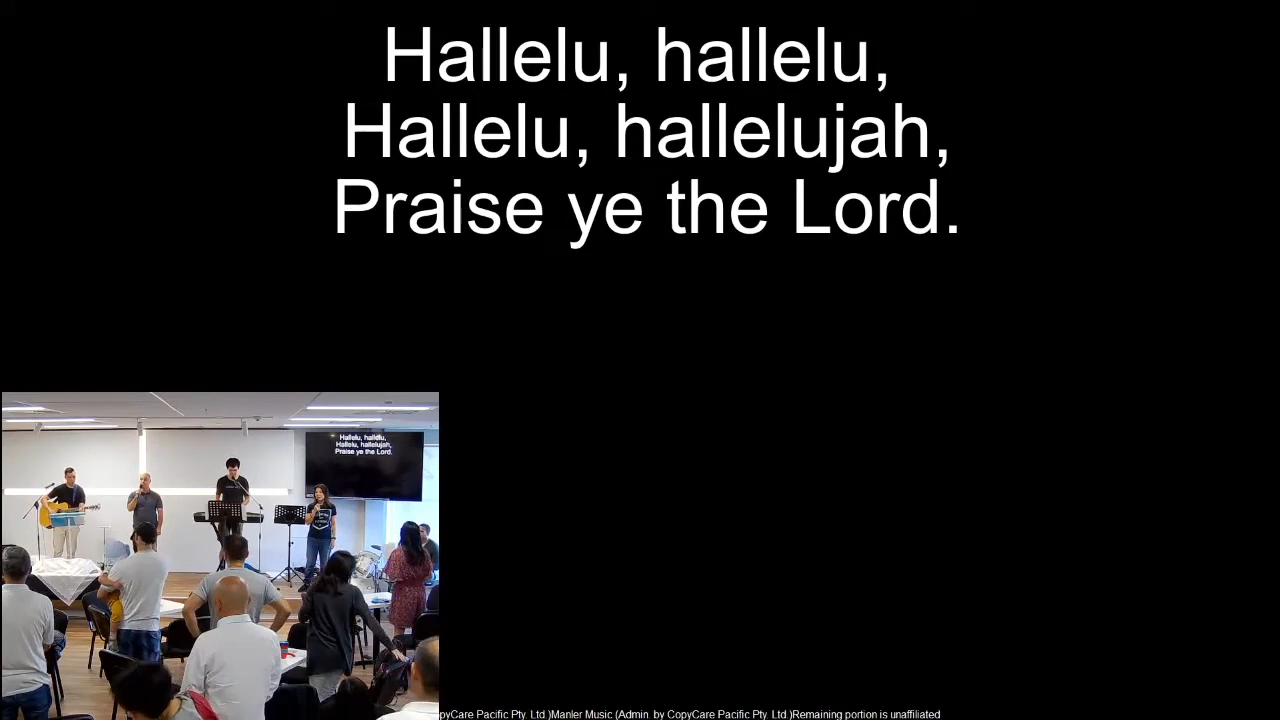 Hallelu, hallelu,
Hallelu, hallelujah,
Praise ye the Lord.
Hallelu, hallelu,
Hallelu, hallelujah,
Praise ye the Lord.
pyCare Pacific Pty. Ltd.)Manler Music (Admin. by CopyCare Pacific Pty. Ltd.)Remaining portion is unaffiliated